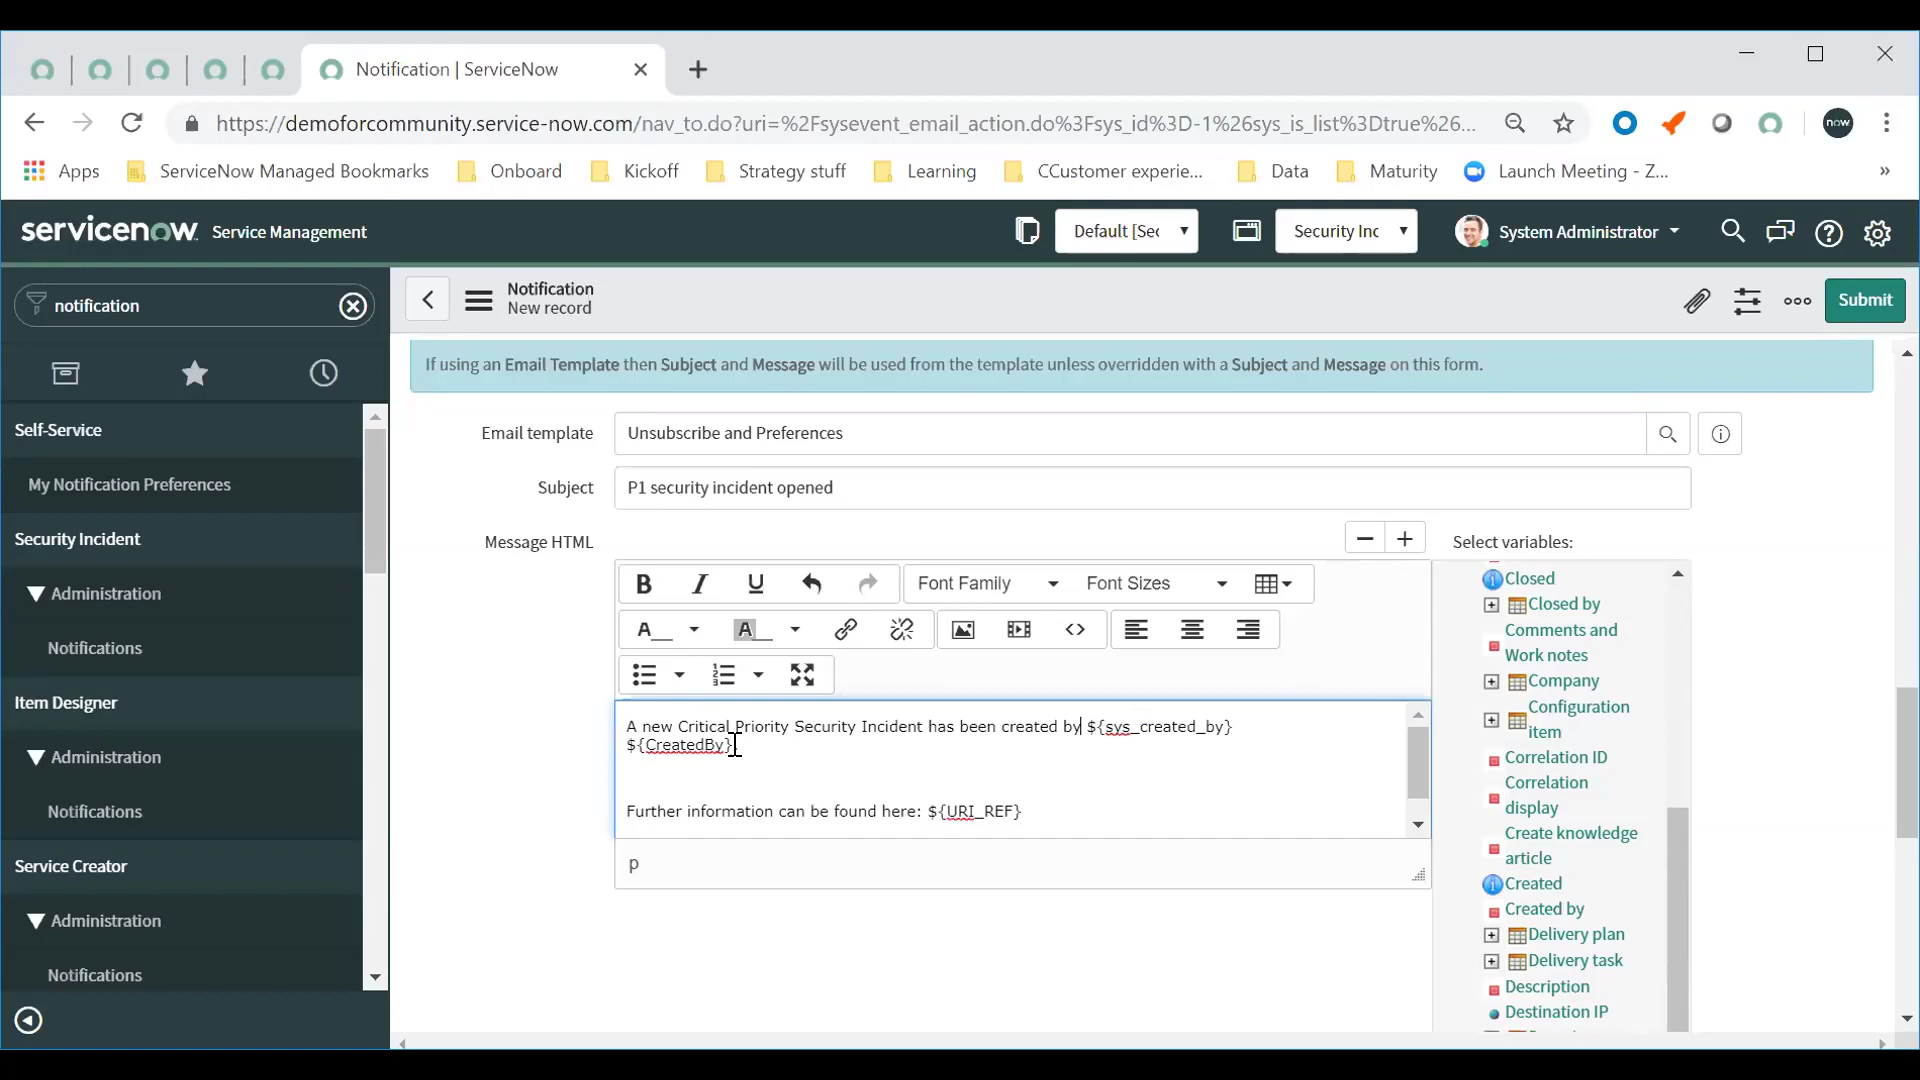 Notification | ServiceNow
https://demoforcommunity.service-now.com/nav_to.do?uri=%2Fsysevent_email_action.do%3Fsys_id%3D-1%26sys_is_list%3Dtrue%26...
now
Apps
ServiceNow Managed Bookmarks
Onboard
Kickoff
Strategy stuff
Learning
CCustomer experie...
Data
Maturity
Launch Meeting - Z...
»
servicenow
Service Management
Default [Sec
Security Inc
System Administrator
notification
Notification
New record
Submit
Self-Service
My Notification Preferences
Security Incident
Administration
Notifications
Item Designer
Administration
Notifications
Service Creator
Administration
Notifications
If using an Email Template then Subject and Message will be used from the template unless overridden with a Subject and Message on this form.
Email template
Unsubscribe and Preferences
Subject
P1 security incident opened
Message HTML
Select variables:
B I U
Font Family
Font Sizes
A
A
A new Critical Priority Security Incident has been created by ${sys_created_by}
${CreatedBy}
Further information can be found here: ${URI_REF}
p
Closed
Closed by
Comments and
Work notes
Company
Configuration
item
Correlation ID
Correlation
display
Create knowledge
article
Created
Created by
Delivery plan
Delivery task
Description
Destination IP